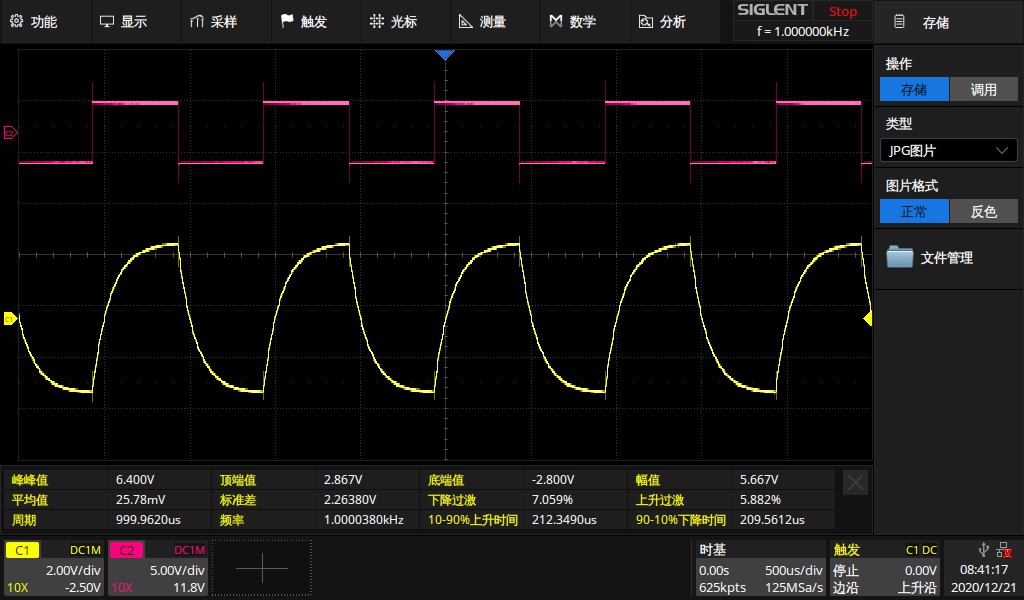 功能 显示 采样 触发 光标 测量 数学 分析 SIGLENT Stop
f = 1.000000kHz
存储
操作
存储 调用
类型
JPG图片
图片格式
正常 反色
文件管理
C2
C1
峰峰值 6.400V 顶端值 2.867V 底端值 -2.800V 幅值 5.667V
平均值 25.78mV 标准差 2.26380V 下降过激 7.059% 上升过激 5.882%
周期 999.9620us 频率 1.0000380kHz 10-90%上升时间 212.3490us 90-10%下降时间 209.5612us
C1 DC1M C2 DC1M 时基 触发 C1 DC
2.00V/div 5.00V/div 0.00s 500us/div 停止 0.00V 08:41:17
10X -2.50V 10X 11.8V 625kpts 125MSa/s 边沿 上升沿 2020/12/21